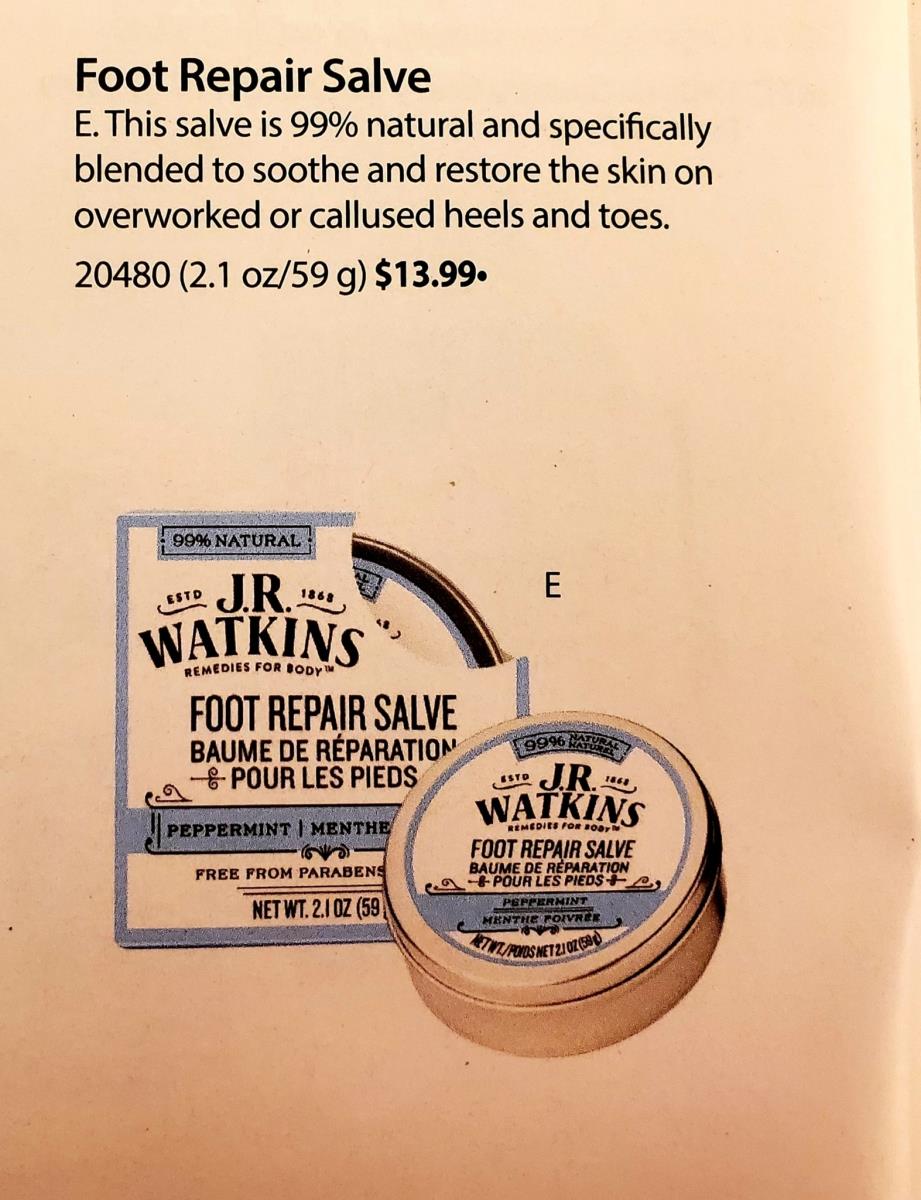 Foot Repair Salve
E. This salve is 99% natural and specifically
blended to soothe and restore the skin on
overworked or callused heels and toes.
20480 (2.1 oz/59 g) $13.99•
99% NATURAL
ESTD J.R. 1868
WATKINS
REMEDIES FOR BODY™
FOOT REPAIR SALVE
BAUME DE RÉPARATION
POUR LES PIEDS
PEPPERMINT | MENTHE
FREE FROM PARABENS
NET WT. 2.1 OZ (59
E
99% NATURAL
NATUREL
ESTD J.R. 1868
WATKINS
REMEDIES FOR BODY™
FOOT REPAIR SALVE
BAUME DE RÉPARATION
POUR LES PIEDS
PEPPERMINT
MENTHE POIVRÉE
NET WT./POIDS NET 2.1 OZ (59g)